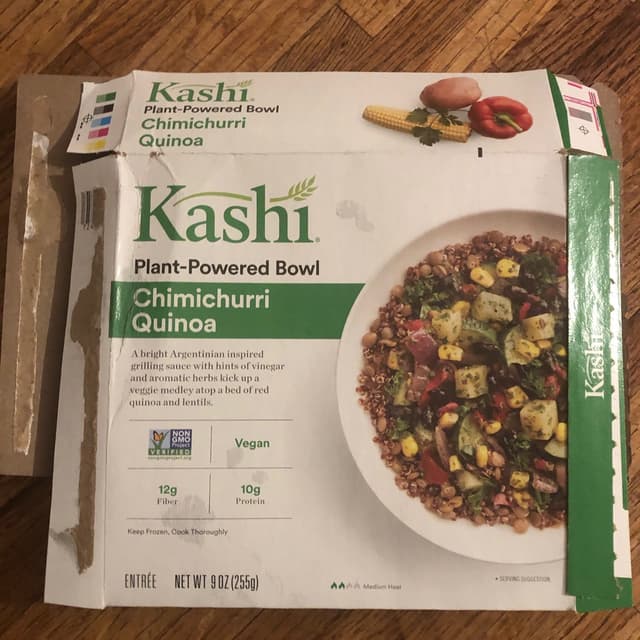 Kashi
Plant-Powered Bowl
Chimichurri
Quinoa
Kashi
Plant-Powered Bowl
Chimichurri
Quinoa
A bright Argentinian inspired
grilling sauce with hints of vinegar
and aromatic herbs kick up a
veggie medley atop a bed of red
quinoa and lentils.
NON
GMO
Project
VERIFIED
nongmoproject.org
Vegan
12g
Fiber
10g
Protein
Keep Frozen, Cook Thoroughly
ENTRÉE NET WT 9 OZ (255g)
Medium Heat
• SERVING SUGGESTION
Kashi